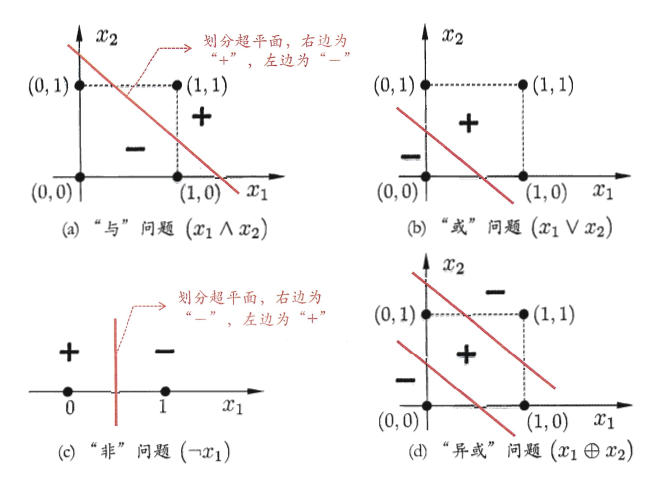 x₂
划分超平面，右边为
“+”，左边为“−”
(0, 1)
(1, 1)
+
−
(0, 0)
(1, 0)
x₁
(a) “与” 问题 (x₁ ∧ x₂)
x₂
(0, 1)
(1, 1)
+
−
(0, 0)
(1, 0)
x₁
(b) “或” 问题 (x₁ ∨ x₂)
划分超平面，右边为
“−”，左边为“+”
+
−
0
1
x₁
(c) “非” 问题 (¬x₁)
x₂
−
(0, 1)
(1, 1)
+
−
(0, 0)
(1, 0)
x₁
(d) “异或” 问题 (x₁ ⊕ x₂)